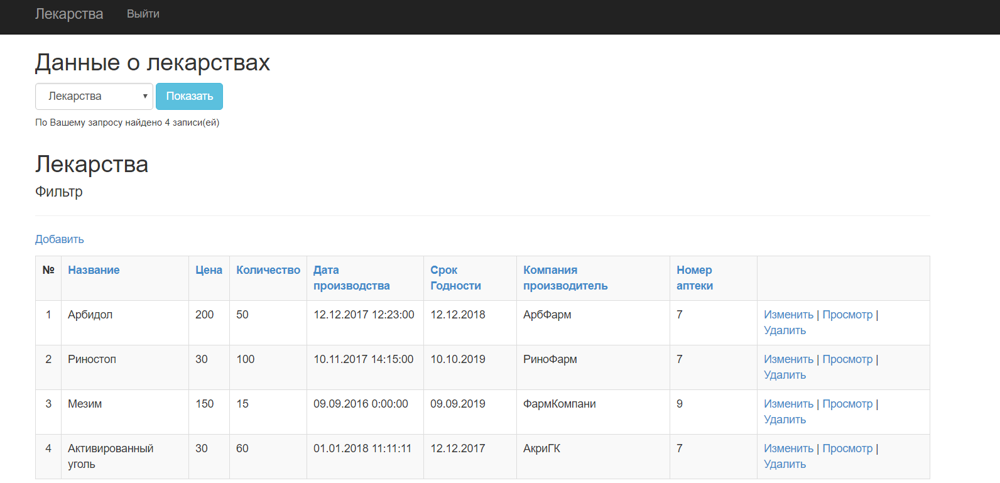 Лекарства Выйти
Данные о лекарствах
Лекарства Показать
По Вашему запросу найдено 4 записи(ей)
Лекарства
Фильтр
Добавить
№ Название Цена Количество Дата производства Срок Годности Компания производитель Номер аптеки
1 Арбидол 200 50 12.12.2017 12:23:00 12.12.2018 АрбФарм 7 Изменить | Просмотр |
Удалить
2 Риностоп 30 100 10.11.2017 14:15:00 10.10.2019 РиноФарм 7 Изменить | Просмотр |
Удалить
3 Мезим 150 15 09.09.2016 0:00:00 09.09.2019 ФармКомпани 9 Изменить | Просмотр |
Удалить
4 Активированный уголь 30 60 01.01.2018 11:11:11 12.12.2017 АкриГК 7 Изменить | Просмотр |
Удалить